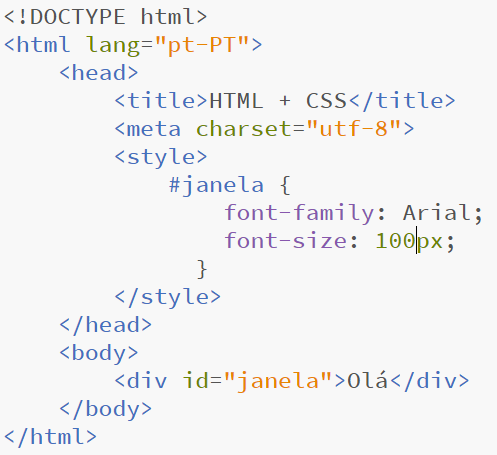 <!DOCTYPE html>
<html lang="pt-PT">
    <head>
        <title>HTML + CSS</title>
        <meta charset="utf-8">
        <style>
            #janela {
                font-family: Arial;
                font-size: 100px;
              }
        </style>
    </head>
    <body>
        <div id="janela">Olá</div>
    </body>
</html>